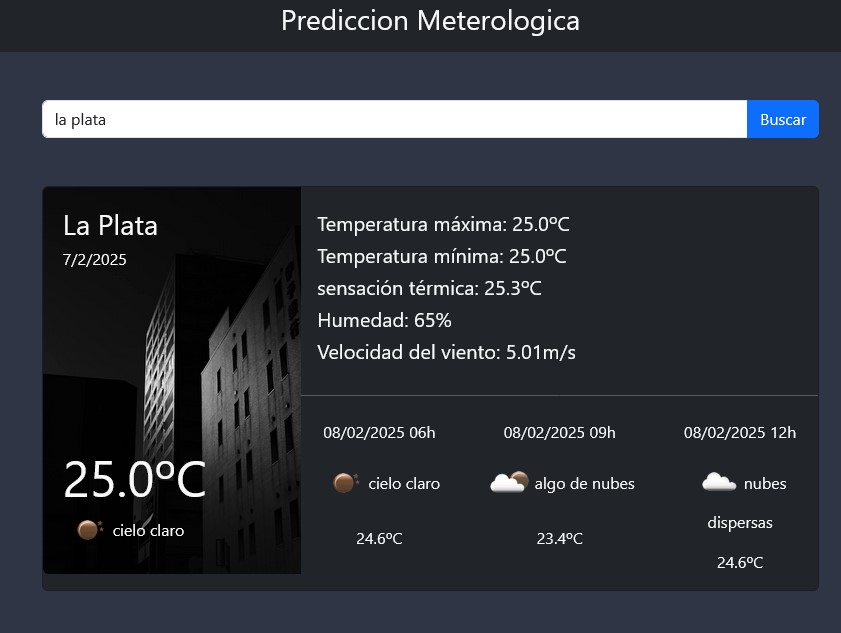 Prediccion Meterologica
la plata
Buscar
La Plata
7/2/2025
25.0ºC
cielo claro
Temperatura máxima: 25.0ºC
Temperatura mínima: 25.0ºC
sensación térmica: 25.3ºC
Humedad: 65%
Velocidad del viento: 5.01m/s
08/02/2025 06h
cielo claro
24.6ºC
08/02/2025 09h
algo de nubes
23.4ºC
08/02/2025 12h
nubes
dispersas
24.6ºC